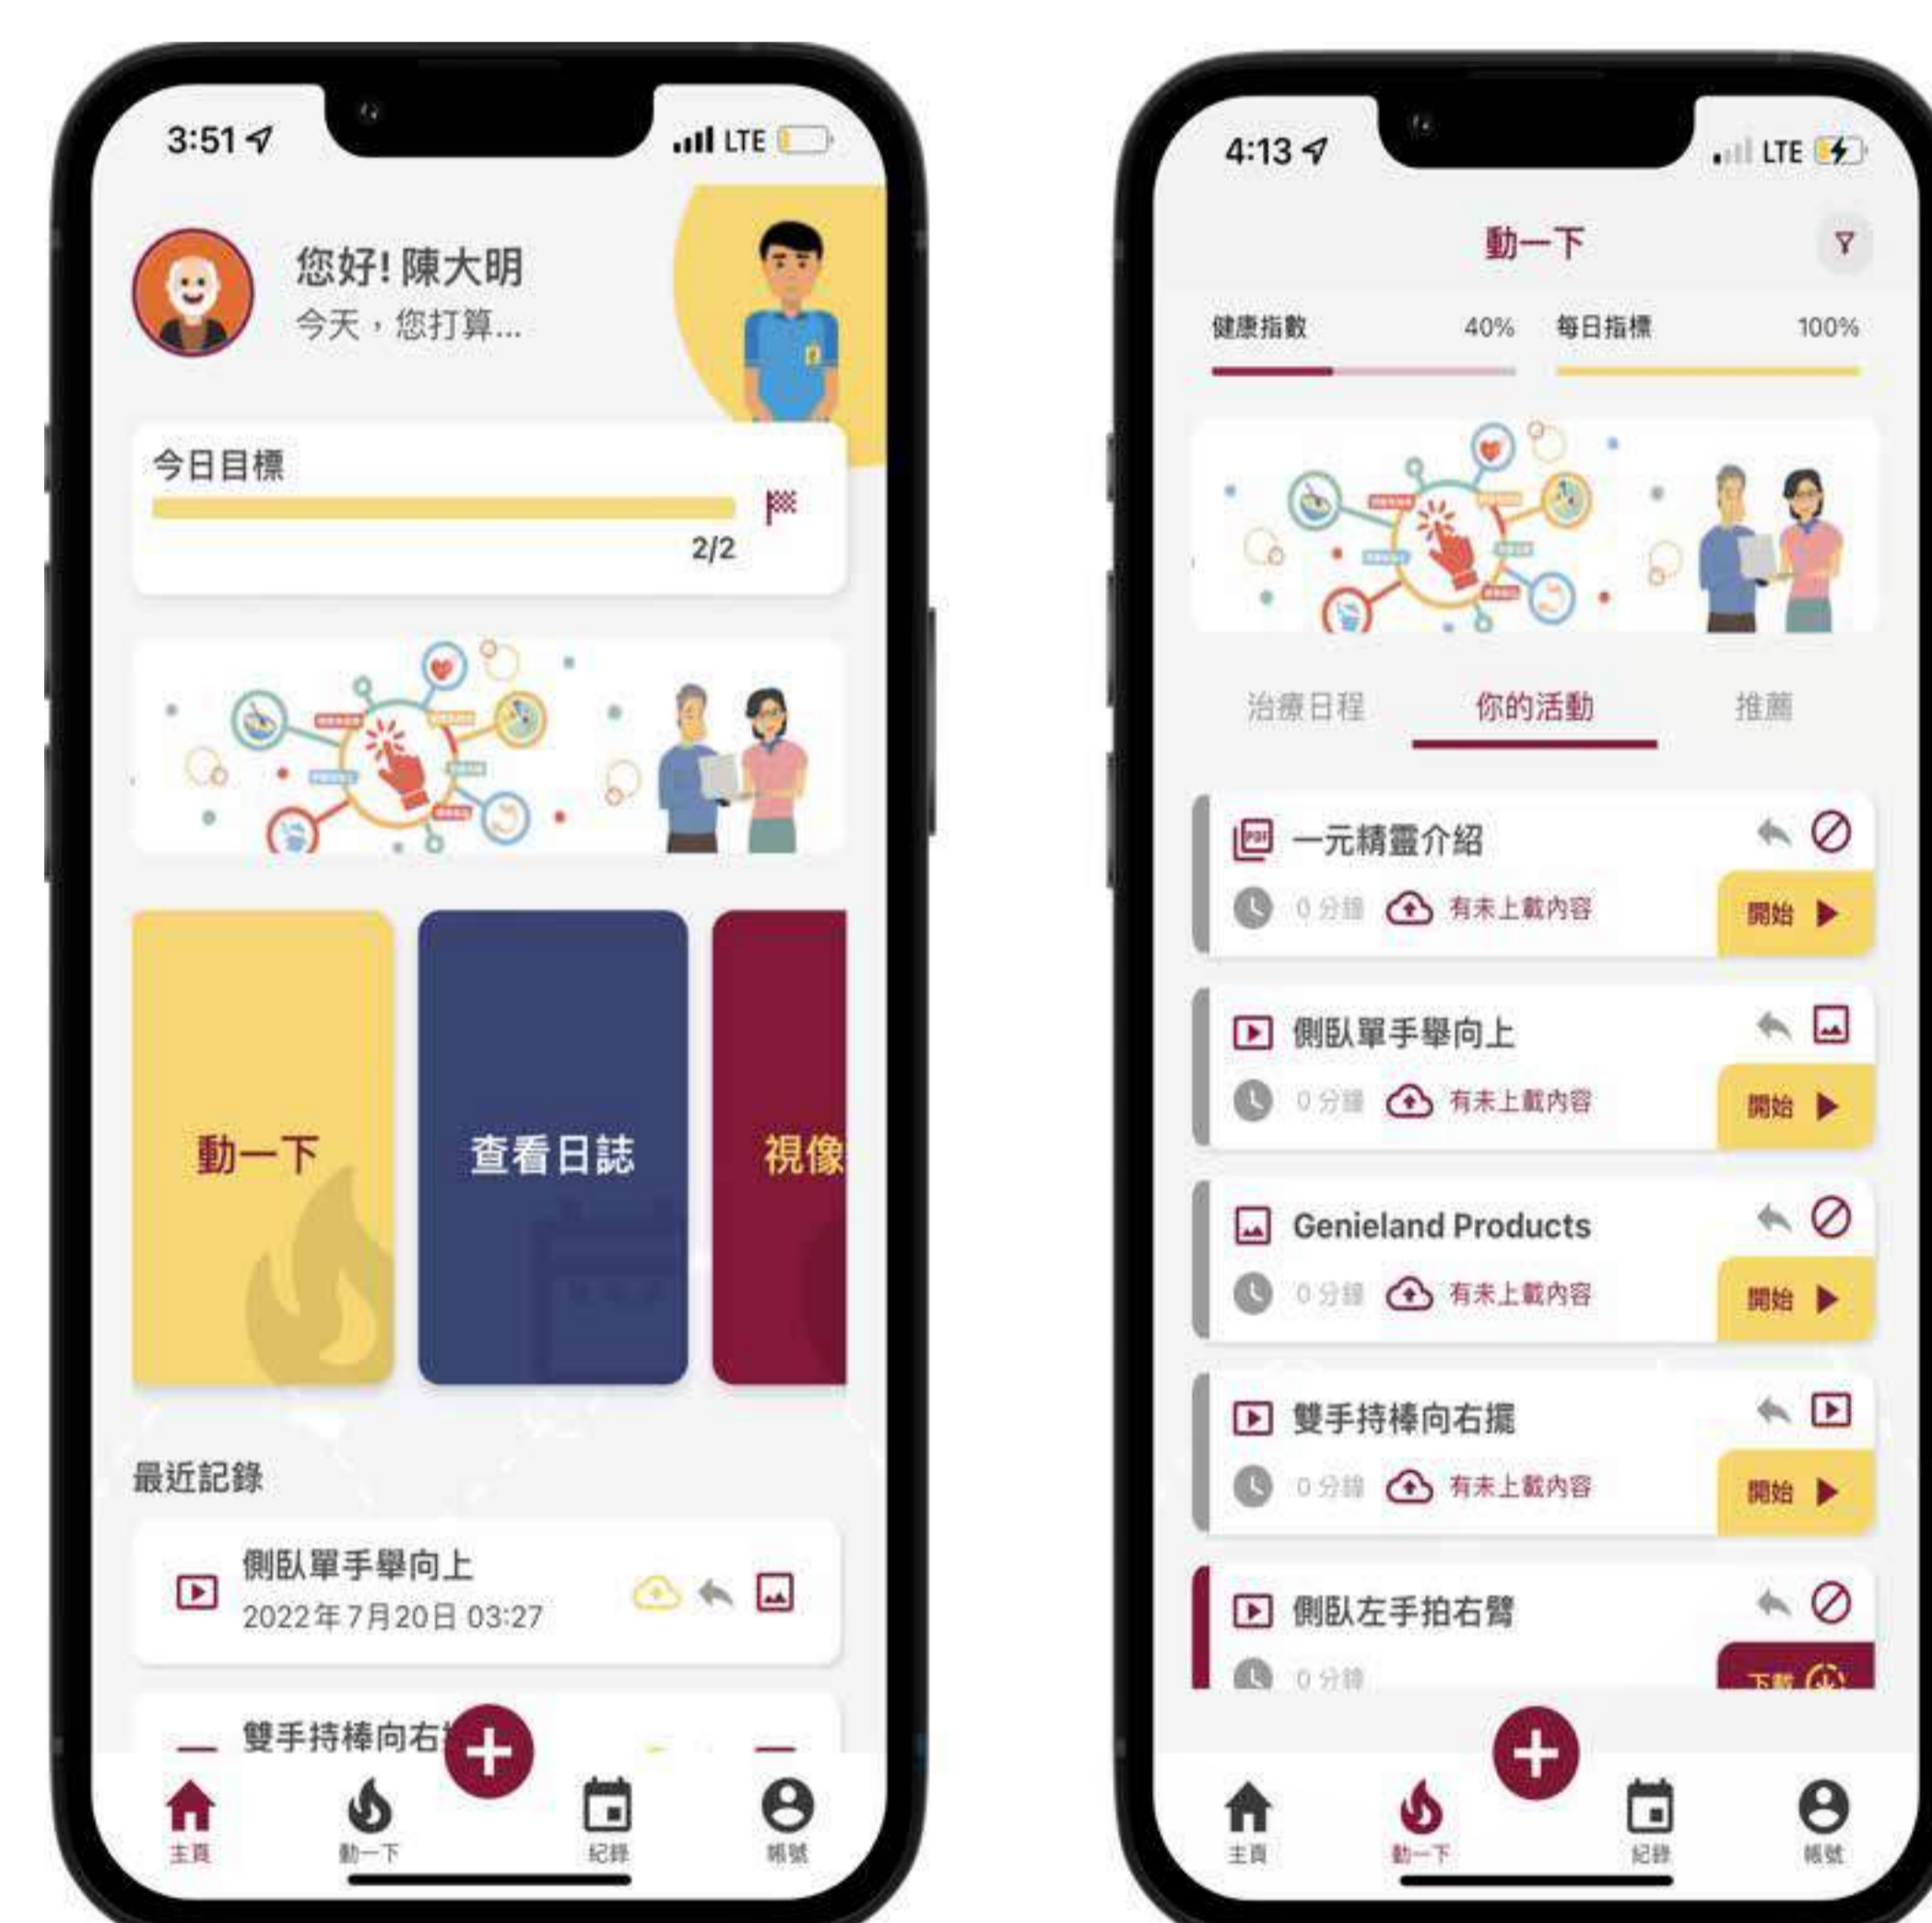 3:51
LTE
您好! 陳大明
今天，您打算...
今日目標
2/2
動一下
查看日誌
視像
最近記錄
側臥單手舉向上
2022年7月20日 03:27
雙手持棒向右
主頁
動一下
紀錄
帳號
4:13
LTE
動一下
健康指數 40% 每日指標 100%
治療日程 你的活動 推薦
PDF 一元精靈介紹
0 分鐘 有未上載內容 開始
側臥單手舉向上
0 分鐘 有未上載內容 開始
Genieland Products
0 分鐘 有未上載內容 開始
雙手持棒向右擺
0 分鐘 有未上載內容 開始
側臥左手拍右臂
0 分鐘 下載
主頁
動一下
紀錄
帳號